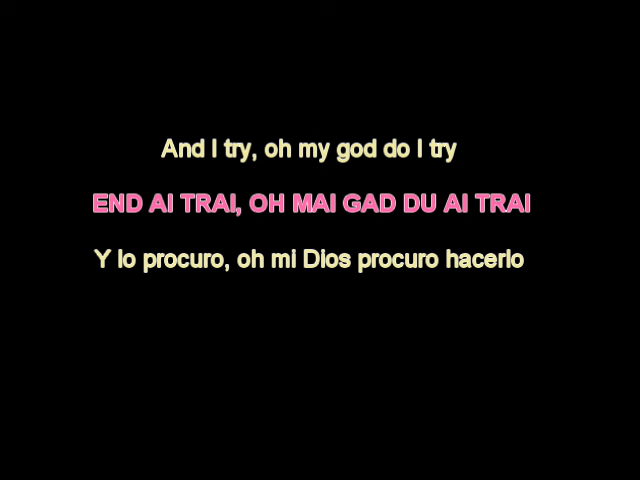 And I try, oh my god do I try
END AI TRAI, OH MAI GAD DU AI TRAI
Y lo procuro, oh mi Dios procuro hacerlo